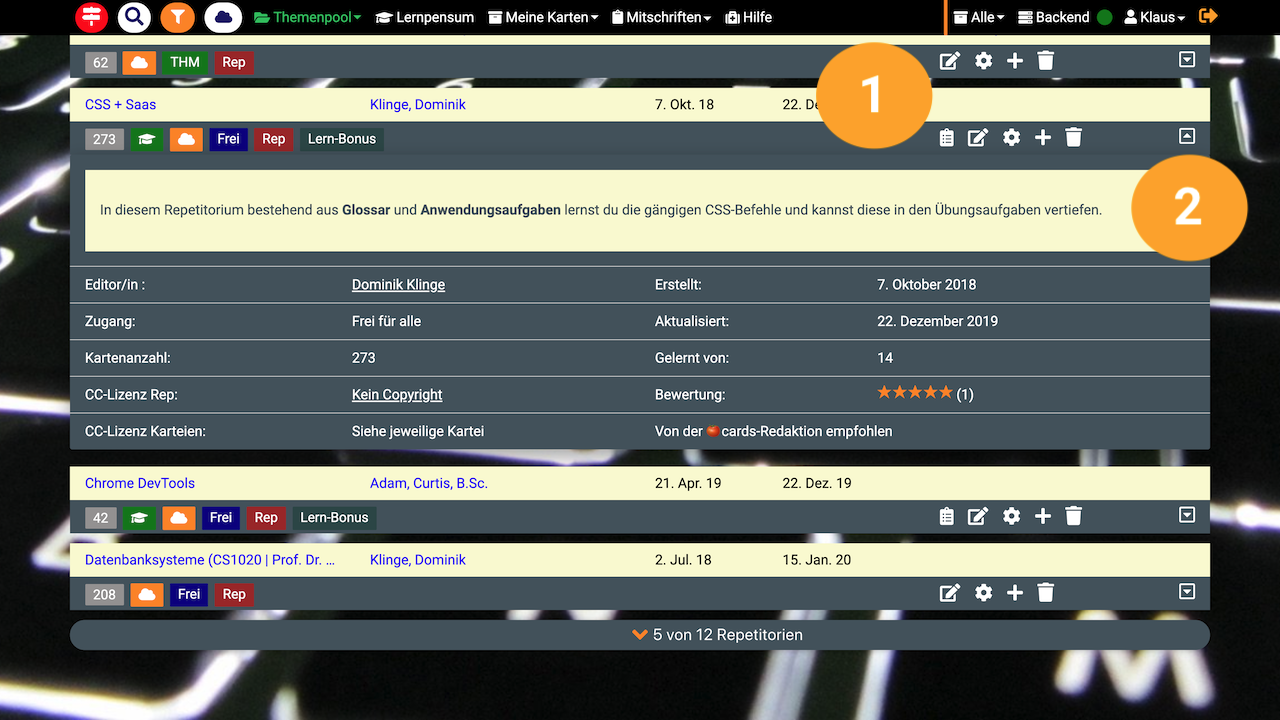 Themenpool Lernpensum Meine Karten Mitschriften Hilfe Alle Backend Klaus
62 THM Rep
1
CSS + Saas Klinge, Dominik 7. Okt. 18 22. De
273 Frei Rep Lern-Bonus
2
In diesem Repetitorium bestehend aus Glossar und Anwendungsaufgaben lernst du die gängigen CSS-Befehle und kannst diese in den Übungsaufgaben vertiefen.
Editor/in : Dominik Klinge Erstellt: 7. Oktober 2018
Zugang: Frei für alle Aktualisiert: 22. Dezember 2019
Kartenanzahl: 273 Gelernt von: 14
CC-Lizenz Rep: Kein Copyright Bewertung: ★★★★★ (1)
CC-Lizenz Karteien: Siehe jeweilige Kartei Von der cards-Redaktion empfohlen
Chrome DevTools Adam, Curtis, B.Sc. 21. Apr. 19 22. Dez. 19
42 Frei Rep Lern-Bonus
Datenbanksysteme (CS1020 | Prof. Dr. ... Klinge, Dominik 2. Jul. 18 15. Jan. 20
208 Frei Rep
5 von 12 Repetitorien